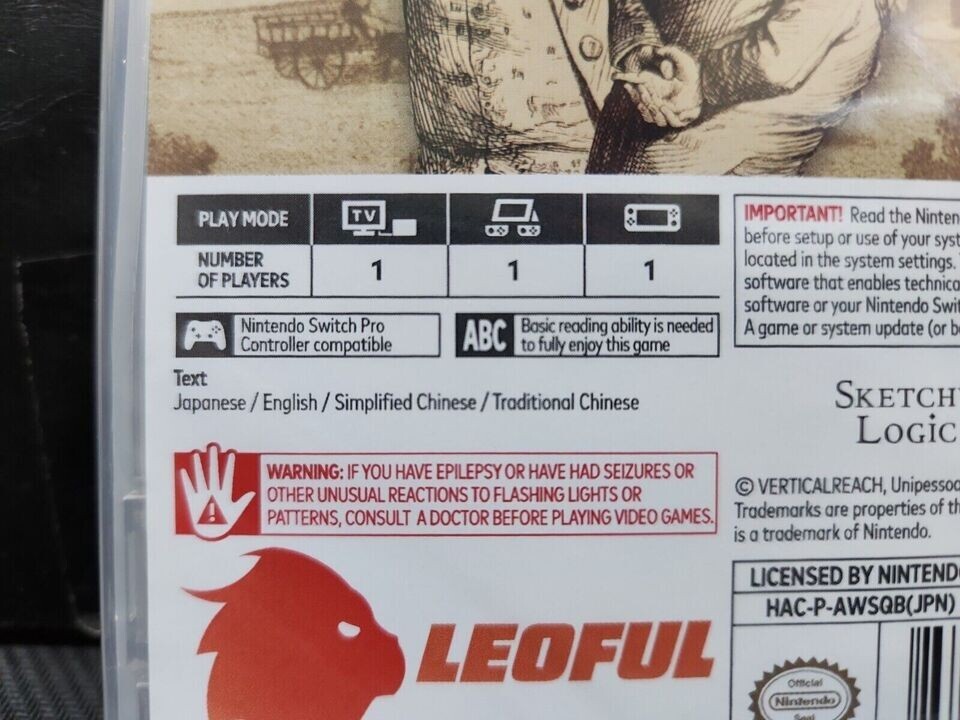 PLAY MODE
TV
NUMBER
OF PLAYERS
1
1
1
Nintendo Switch Pro
Controller compatible
ABC
Basic reading ability is needed
to fully enjoy this game
Text
Japanese / English / Simplified Chinese / Traditional Chinese
WARNING: IF YOU HAVE EPILEPSY OR HAVE HAD SEIZURES OR
OTHER UNUSUAL REACTIONS TO FLASHING LIGHTS OR
PATTERNS, CONSULT A DOCTOR BEFORE PLAYING VIDEO GAMES.
LEOFUL
IMPORTANT! Read the Ninten
before setup or use of your syst
located in the system settings.
software that enables technica
software or your Nintendo Swit
A game or system update (or b
SKETCHY
LOGIC
© VERTICALREACH, Unipessoa
Trademarks are properties of th
is a trademark of Nintendo.
LICENSED BY NINTEND
HAC-P-AWSQB(JPN)
Official
Nintendo
Seal